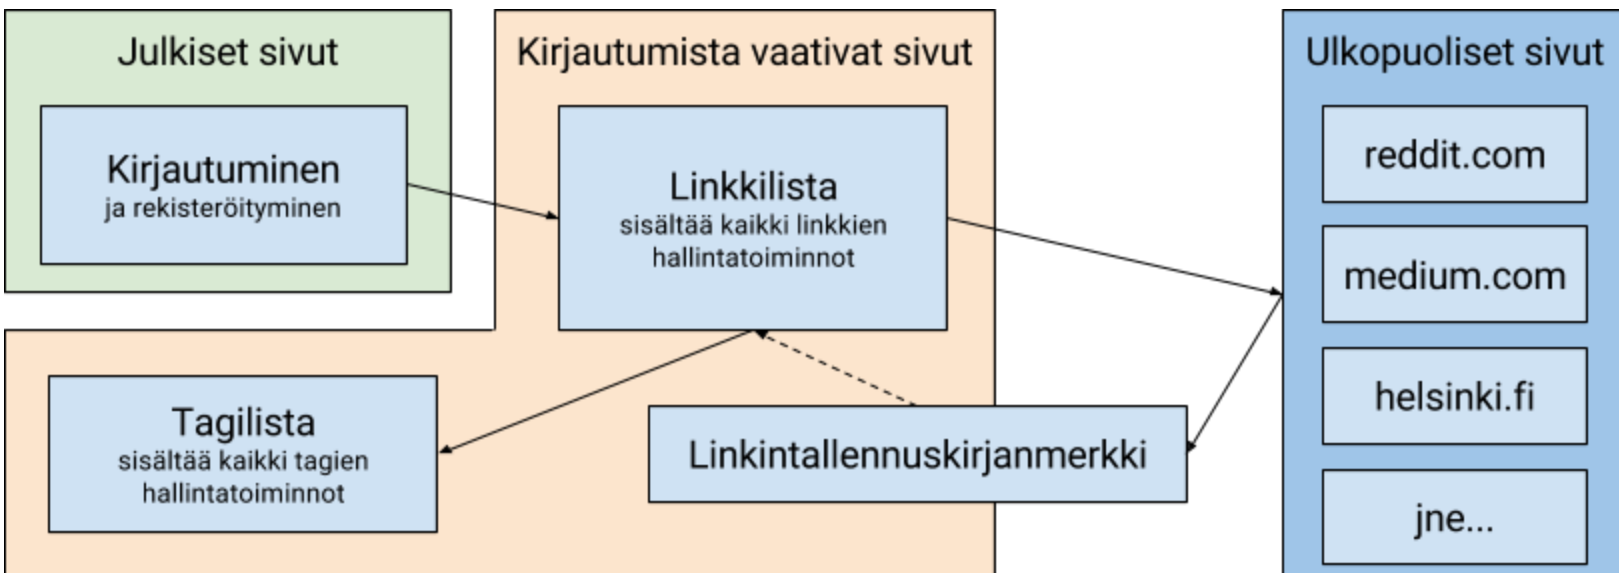 Julkiset sivut
Kirjautuminen
ja rekisteröityminen
Kirjautumista vaativat sivut
Linkkilista
sisältää kaikki linkkien
hallintatoiminnot
Tagilista
sisältää kaikki tagien
hallintatoiminnot
Linkintallennuskirjanmerkki
Ulkopuoliset sivut
reddit.com
medium.com
helsinki.fi
jne...